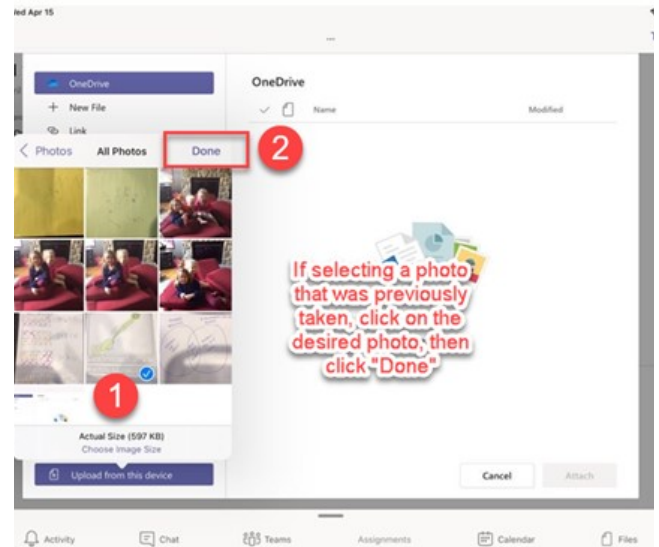 Wed Apr 15
...
OneDrive
+ New File
Link
OneDrive
Name Modified
Photos All Photos Done
2
If selecting a photo
that was previously
taken, click on the
desired photo, then
click "Done"
1
Actual Size (597 KB)
Choose Image Size
Upload from this device
Cancel Attach
Activity Chat Teams Assignments Calendar Files